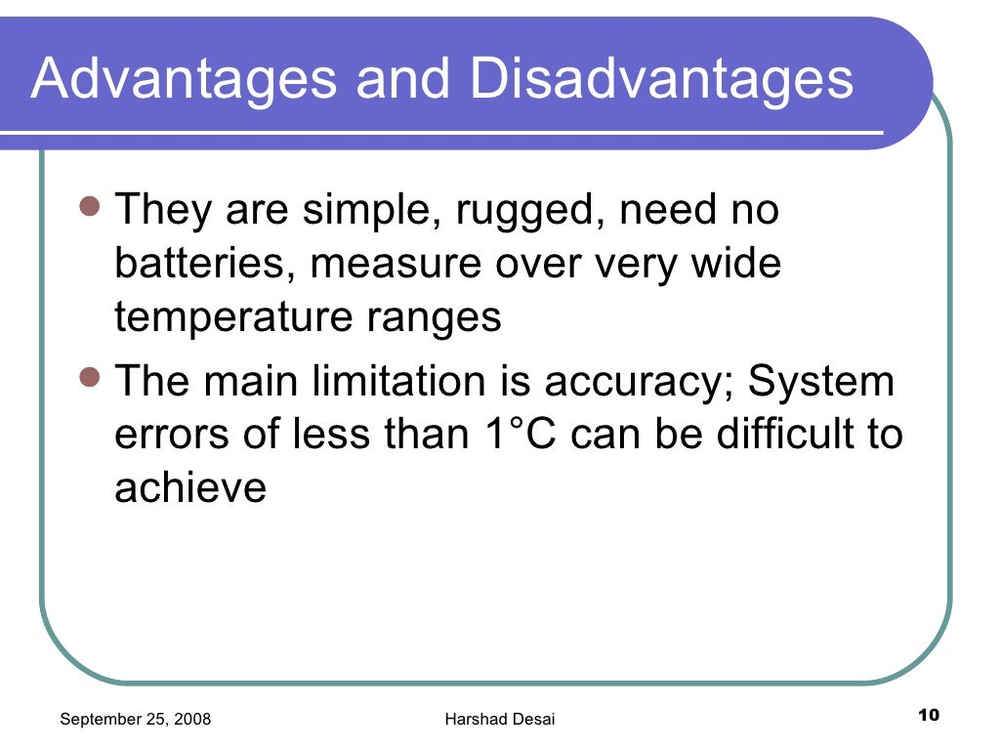 Advantages and Disadvantages
They are simple, rugged, need no
batteries, measure over very wide
temperature ranges
The main limitation is accuracy; System
errors of less than 1°C can be difficult to
achieve
September 25, 2008
Harshad Desai
10